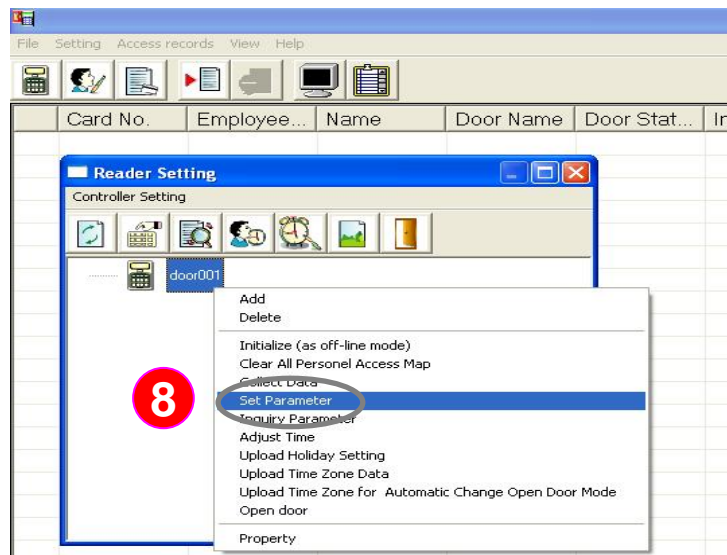 File Setting Access records View Help
Card No. Employee... Name Door Name Door Stat... In
Reader Setting
Controller Setting
door001
Add
Delete
Initialize (as off-line mode)
Clear All Personel Access Map
Collect Data
8
Set Parameter
Inquiry Parameter
Adjust Time
Upload Holiday Setting
Upload Time Zone Data
Upload Time Zone for Automatic Change Open Door Mode
Open door
Property